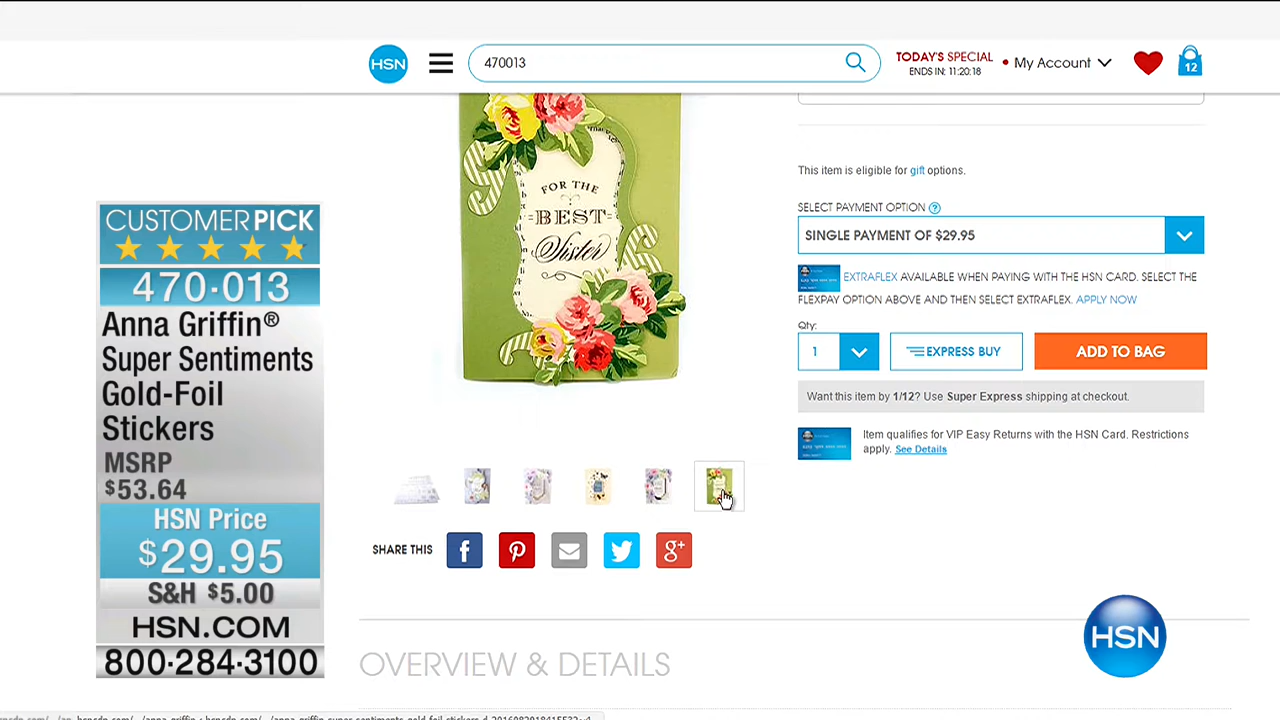 HSN
470013
TODAY'S SPECIAL
ENDS IN: 11:20:18
My Account
12
FOR THE
BEST
Sister
This item is eligible for gift options.
SELECT PAYMENT OPTION ?
SINGLE PAYMENT OF $29.95
EXTRAFLEX AVAILABLE WHEN PAYING WITH THE HSN CARD. SELECT THE
FLEXPAY OPTION ABOVE AND THEN SELECT EXTRAFLEX. APPLY NOW
Qty:
1
EXPRESS BUY
ADD TO BAG
Want this item by 1/12? Use Super Express shipping at checkout.
Item qualifies for VIP Easy Returns with the HSN Card. Restrictions
apply. See Details
CUSTOMER PICK
470-013
Anna Griffin®
Super Sentiments
Gold-Foil
Stickers
MSRP
$53.64
HSN Price
$29.95
S&H $5.00
HSN.COM
800-284-3100
SHARE THIS
f
g+
HSN
OVERVIEW & DETAILS